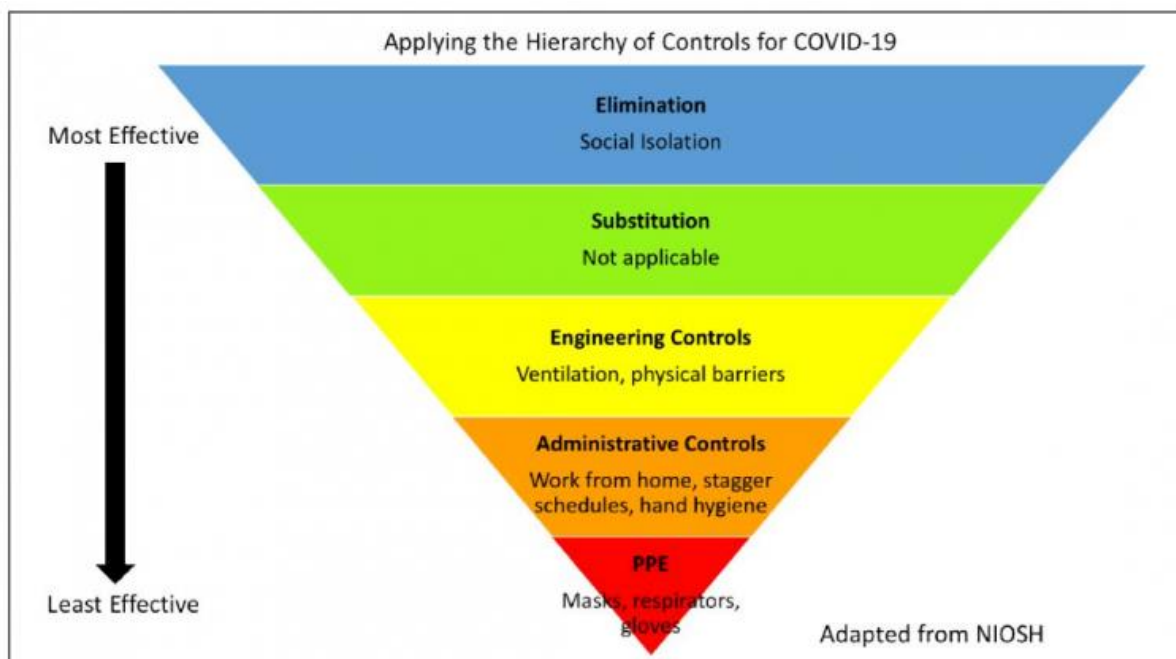 Applying the Hierarchy of Controls for COVID-19
Most Effective
Elimination
Social Isolation
Substitution
Not applicable
Engineering Controls
Ventilation, physical barriers
Administrative Controls
Work from home, stagger
schedules, hand hygiene
PPE
Masks, respirators,
gloves
Least Effective
Adapted from NIOSH